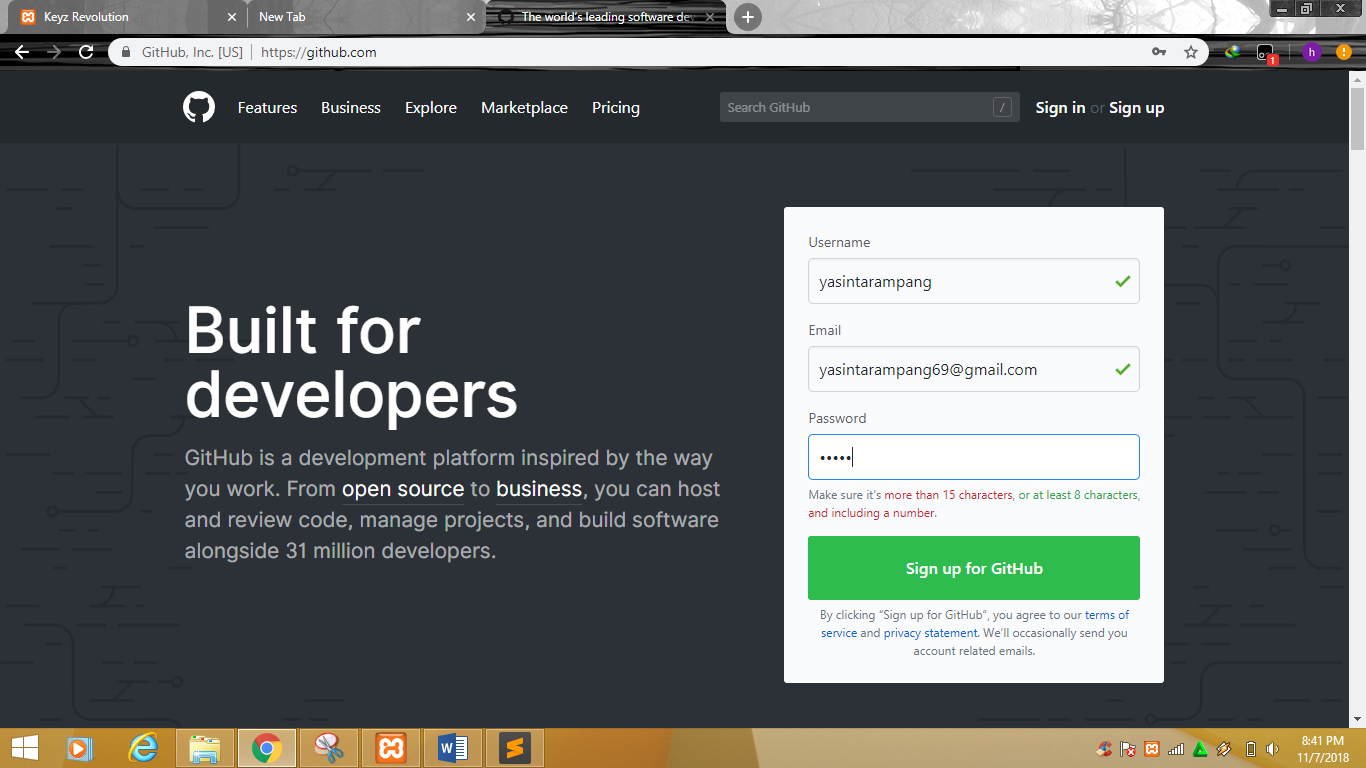 Keyz Revolution
New Tab
The world's leading software dev
GitHub, Inc. [US]
https://github.com
1
h
Features
Business
Explore
Marketplace
Pricing
Search GitHub
/
Sign in or Sign up
Built for
developers
GitHub is a development platform inspired by the way
you work. From open source to business, you can host
and review code, manage projects, and build software
alongside 31 million developers.
Username
yasintarampang
Email
yasintarampang69@gmail.com
Password
•••••
Make sure it's more than 15 characters, or at least 8 characters,
and including a number.
Sign up for GitHub
By clicking “Sign up for GitHub”, you agree to our terms of
service and privacy statement. We’ll occasionally send you
account related emails.
8:41 PM
11/7/2018